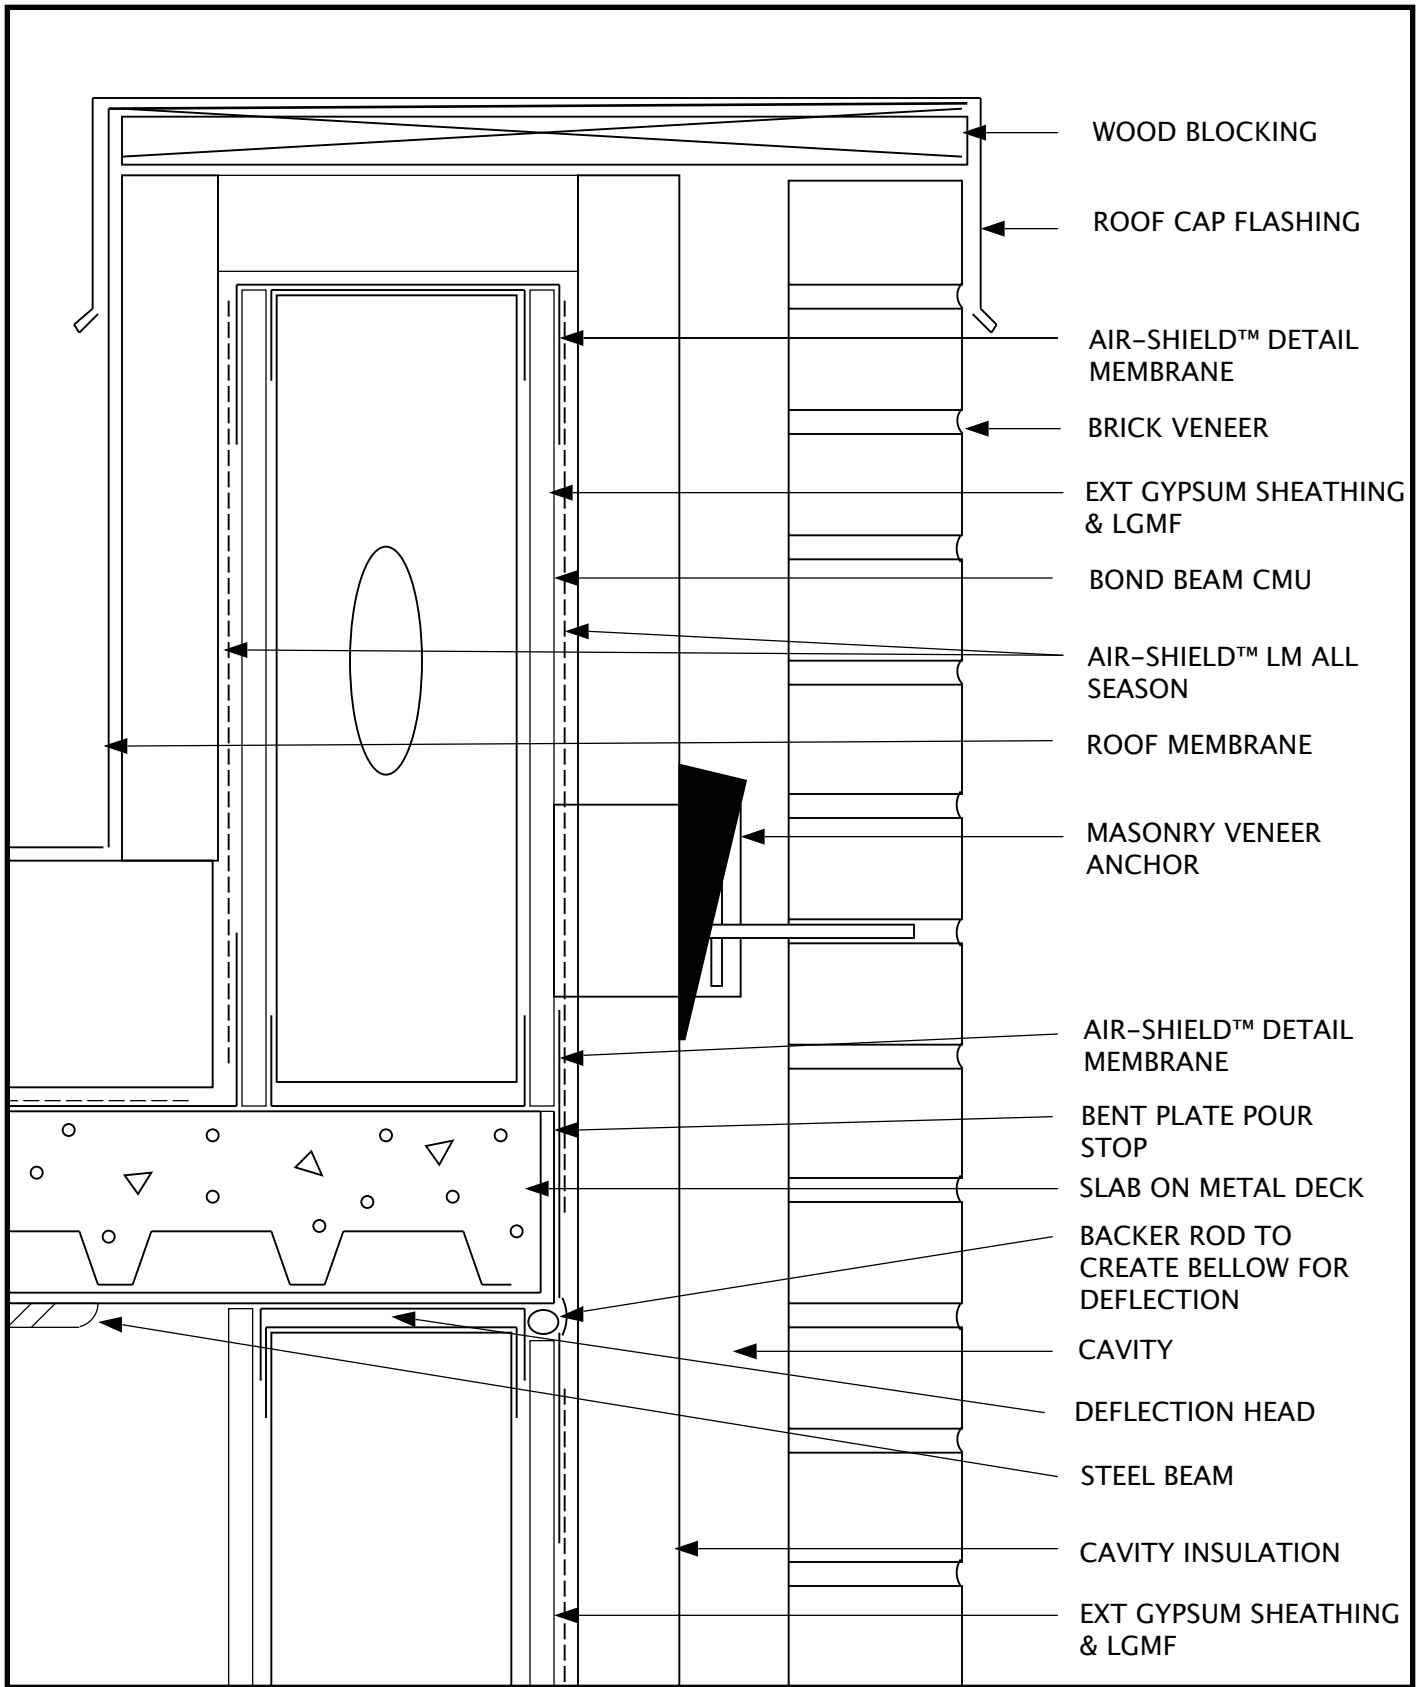 WOOD BLOCKING
ROOF CAP FLASHING
AIR–SHIELD™ DETAIL
MEMBRANE
BRICK VENEER
EXT GYPSUM SHEATHING
& LGMF
BOND BEAM CMU
AIR–SHIELD™ LM ALL
SEASON
ROOF MEMBRANE
MASONRY VENEER
ANCHOR
AIR–SHIELD™ DETAIL
MEMBRANE
BENT PLATE POUR
STOP
SLAB ON METAL DECK
BACKER ROD TO
CREATE BELLOW FOR
DEFLECTION
CAVITY
DEFLECTION HEAD
STEEL BEAM
CAVITY INSULATION
EXT GYPSUM SHEATHING
& LGMF